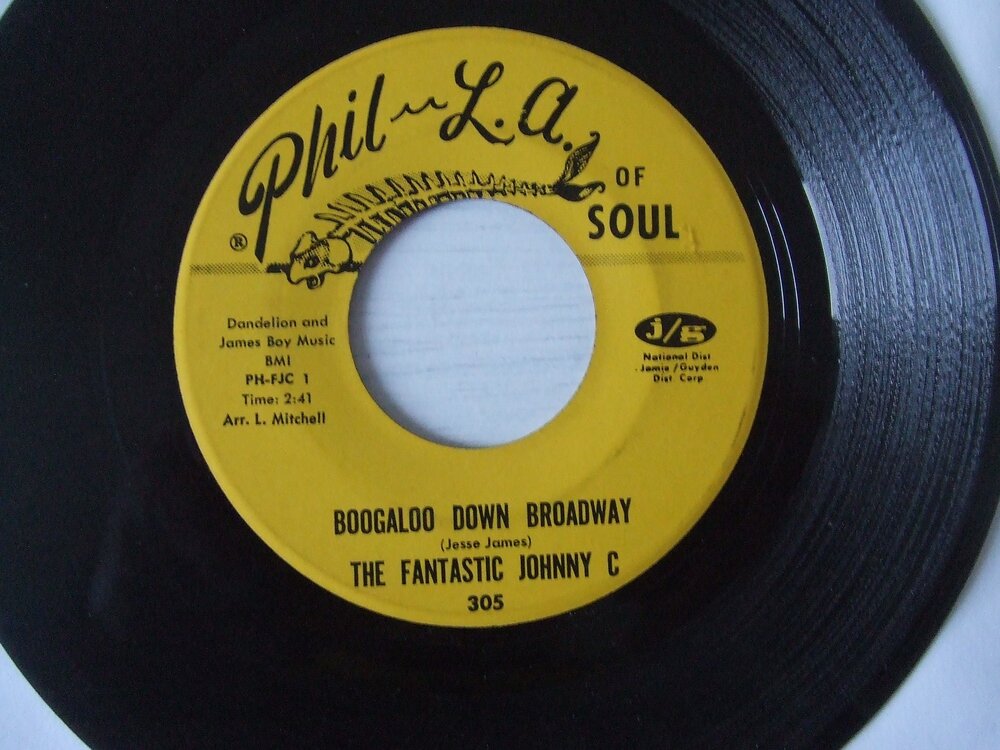 Phil-L.A.
OF
SOUL
®
Dandelion and
James Boy Music
BMI
PH-FJC 1
Time: 2:41
Arr. L. Mitchell
j/g
National Dist
Jamie/Guyden
Dist. Corp
BOOGALOO DOWN BROADWAY
(Jesse James)
THE FANTASTIC JOHNNY C
305